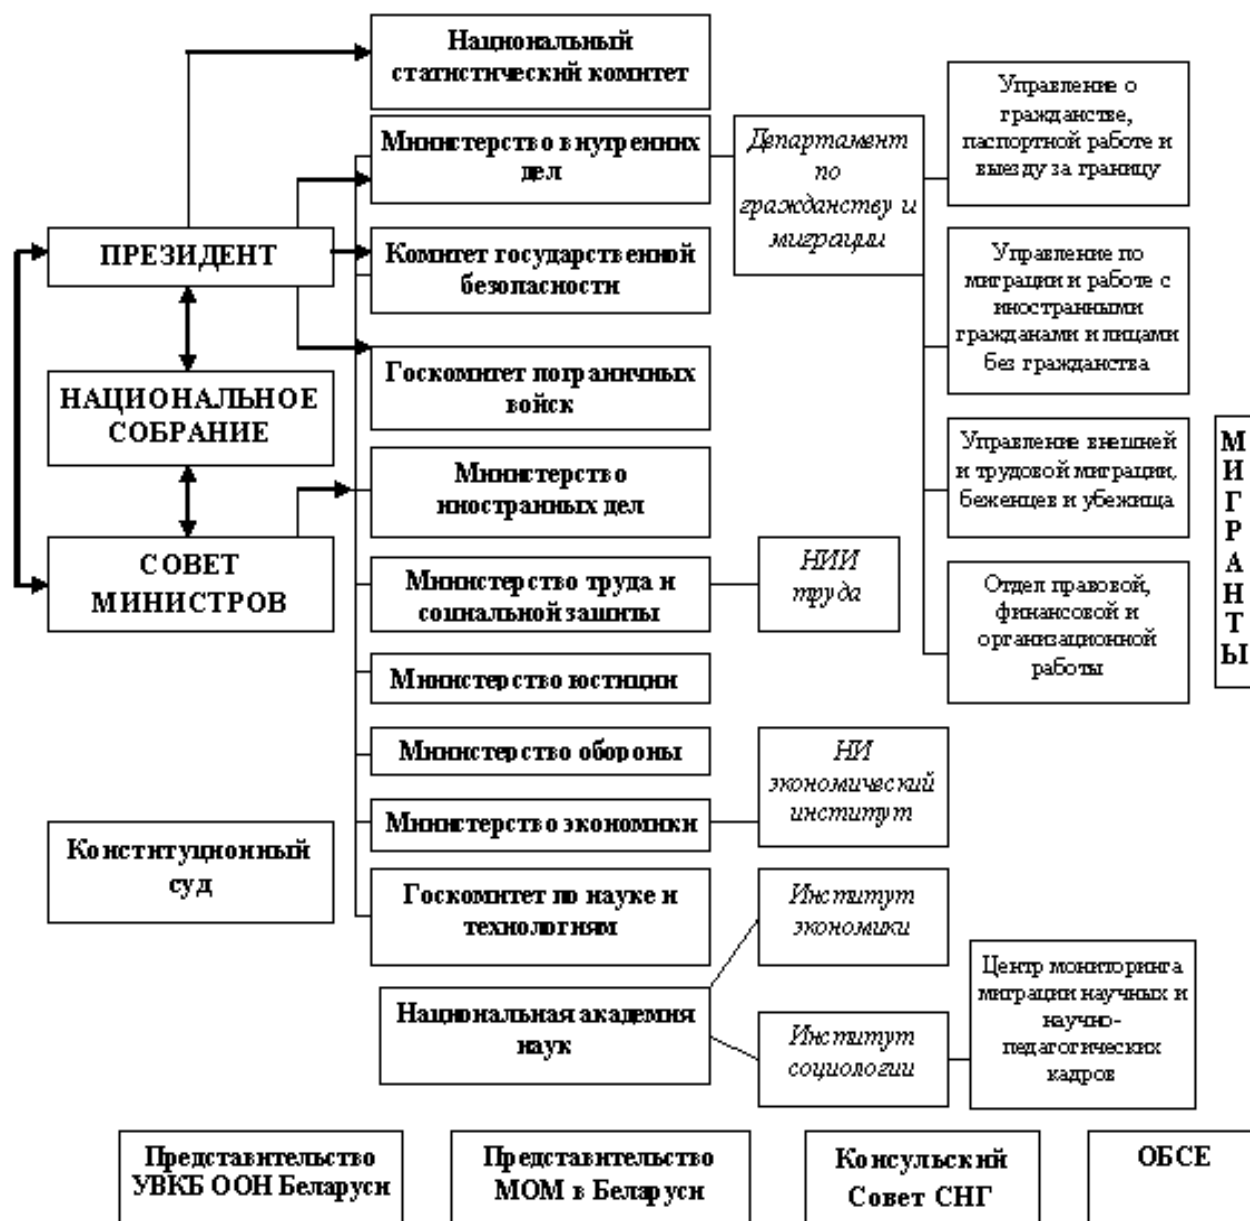 Национальный
статистический комитет
Министерство внутренних
дел
Департамент
по
гражданству и
миграции
Управление о
гражданстве,
паспортной работе и
выезду за границу
ПРЕЗИДЕНТ
Комитет государственной
безопасности
Управление по
миграции и работе с
иностранными
гражданами и лицами
без гражданства
НАЦИОНАЛЬНОЕ
СОБРАНИЕ
Госкомитет пограничных
войск
Министерство
иностранных дел
Управление внешней
и трудовой миграции,
беженцев и убежища
МИГРАНТЫ
СОВЕТ
МИНИСТРОВ
Министерство труда и
социальной защиты
НИИ
труда
Отдел правовой,
финансовой и
организационной
работы
Министерство юстиции
Министерство обороны
НИ
экономический
институт
Министерство экономики
Конституционный
суд
Госкомитет по науке и
технологиям
Институт
экономики
Национальная академия
наук
Институт
социологии
Центр мониторинга
миграции научных и
научно-
педагогических
кадров
Представительство
УВКБ ООН Беларуси
Представительство
МОМ в Беларуси
Консульский
Совет СНГ
ОБСЕ